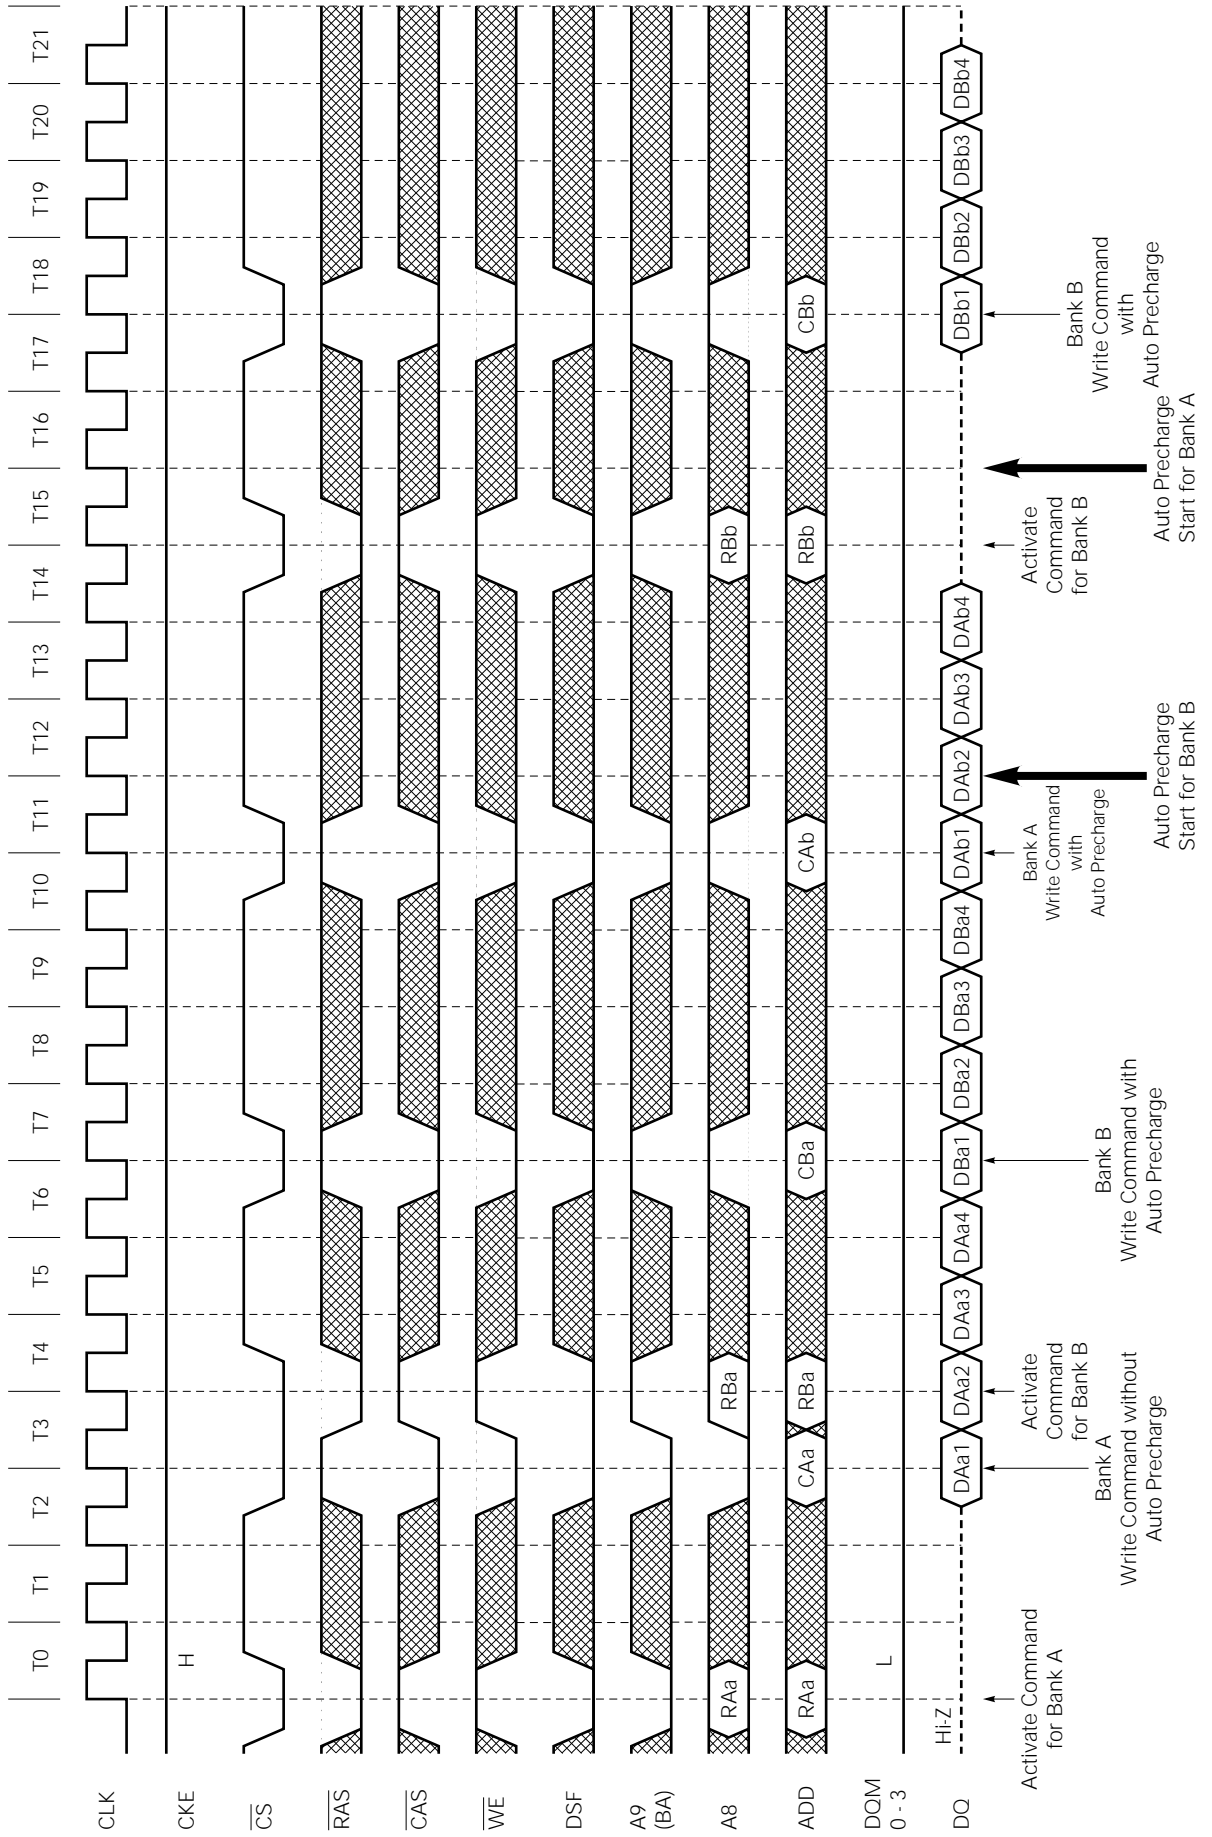 T0 T1 T2 T3 T4 T5 T6 T7 T8 T9 T10 T11 T12 T13 T14 T15 T16 T17 T18 T19 T20 T21
CLK
CKE H
CS
RAS
CAS
WE
DSF
A9
(BA)
A8 RAa RBa RBb
ADD RAa CAa RBa CBa CAb RBb CBb
DQM
0 - 3
L
Hi-Z
DQ DAa1 DAa2 DAa3 DAa4 DBa1 DBa2 DBa3 DBa4 DAb1 DAb2 DAb3 DAb4 DBb1 DBb2 DBb3 DBb4
Activate Command
for Bank A
Bank A
Write Command without
Auto Precharge
Activate
Command
for Bank B
Bank B
Write Command with
Auto Precharge
Bank A
Write Command
with
Auto Precharge
Auto Precharge
Start for Bank B
Activate
Command
for Bank B
Auto Precharge
Start for Bank A
Bank B
Write Command
with
Auto Precharge